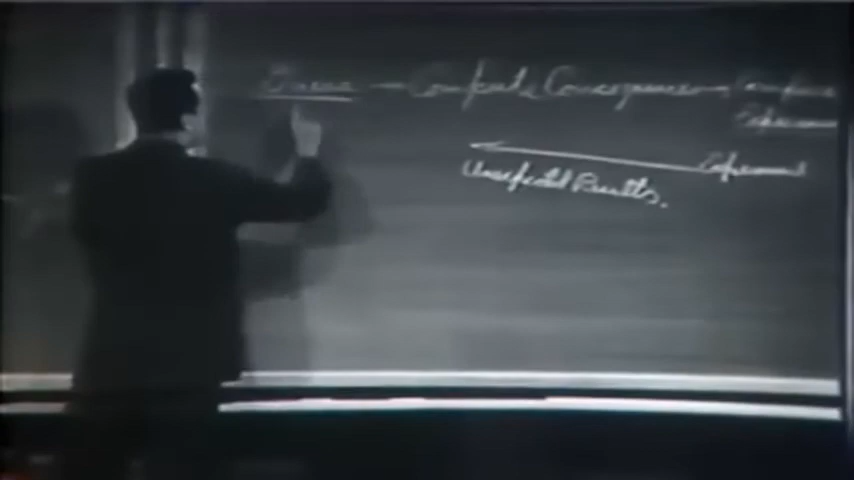 Guess — Compute Consequences — Compare
Experiment
Experiment
Unexpected Results.